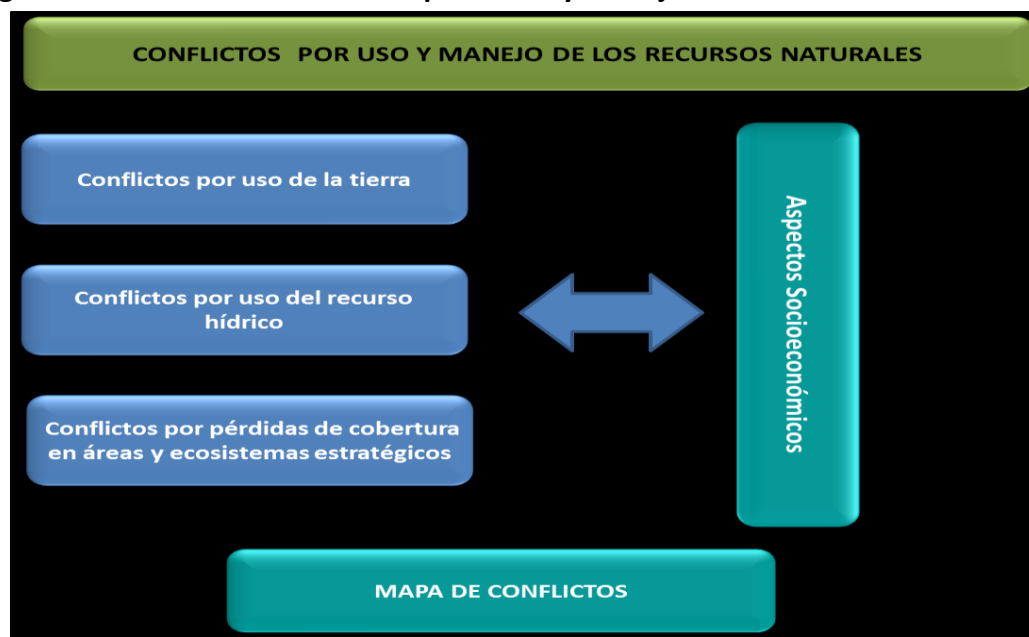 CONFLICTOS POR USO Y MANEJO DE LOS RECURSOS NATURALES
Conflictos por uso de la tierra
Conflictos por uso del recurso
hídrico
Conflictos por pérdidas de cobertura
en áreas y ecosistemas estratégicos
Aspectos Socioeconómicos
MAPA DE CONFLICTOS